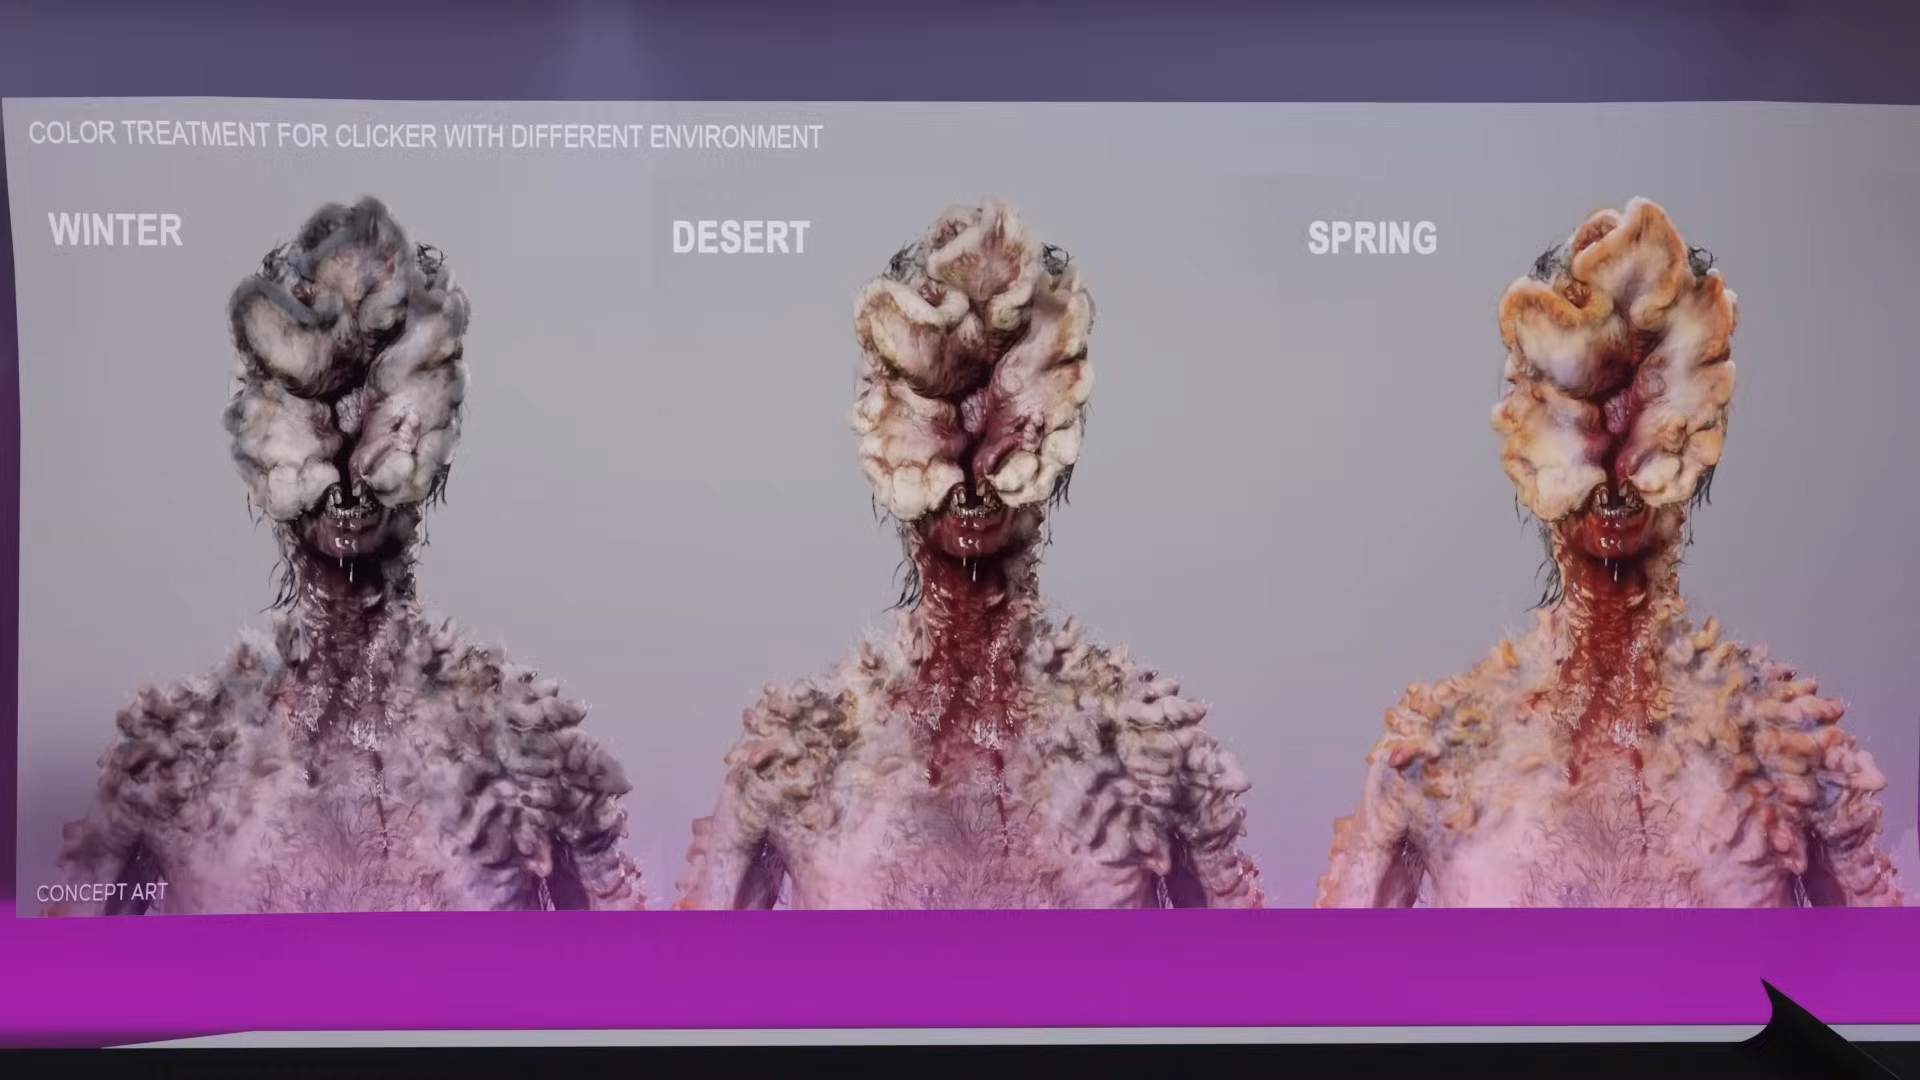 COLOR TREATMENT FOR CLICKER WITH DIFFERENT ENVIRONMENT
WINTER
DESERT
SPRING
CONCEPT ART